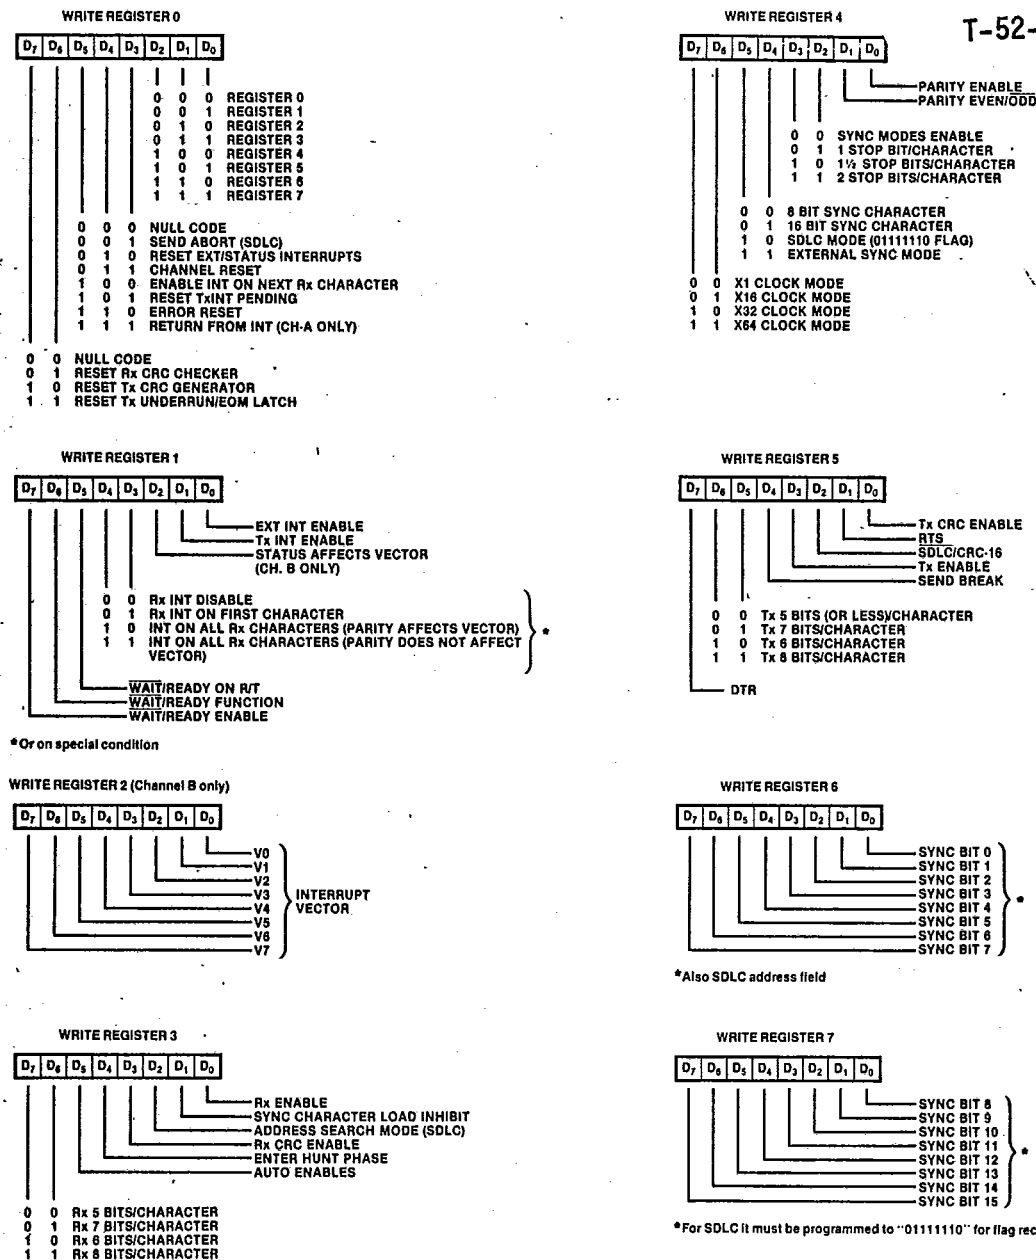 WRITE REGISTER 0
D7 D6 D5 D4 D3 D2 D1 D0
0 0 0 REGISTER 0
0 0 1 REGISTER 1
0 1 0 REGISTER 2
0 1 1 REGISTER 3
1 0 0 REGISTER 4
1 0 1 REGISTER 5
1 1 0 REGISTER 6
1 1 1 REGISTER 7
0 0 0 NULL CODE
0 0 1 SEND ABORT (SDLC)
0 1 0 RESET EXT/STATUS INTERRUPTS
0 1 1 CHANNEL RESET
1 0 0 ENABLE INT ON NEXT Rx CHARACTER
1 0 1 RESET TxINT PENDING
1 1 0 ERROR RESET
1 1 1 RETURN FROM INT (CH-A ONLY)
0 0 NULL CODE
0 1 RESET Rx CRC CHECKER
1 0 RESET Tx CRC GENERATOR
1 1 RESET Tx UNDERRUN/EOM LATCH
WRITE REGISTER 1
D7 D6 D5 D4 D3 D2 D1 D0
EXT INT ENABLE
Tx INT ENABLE
STATUS AFFECTS VECTOR
(CH. B ONLY)
0 0 Rx INT DISABLE
0 1 Rx INT ON FIRST CHARACTER
1 0 INT ON ALL Rx CHARACTERS (PARITY AFFECTS VECTOR)
1 1 INT ON ALL Rx CHARACTERS (PARITY DOES NOT AFFECT
VECTOR)
*
WAIT/READY ON R/T
WAIT/READY FUNCTION
WAIT/READY ENABLE
*Or on special condition
WRITE REGISTER 2 (Channel B only)
D7 D6 D5 D4 D3 D2 D1 D0
V0
V1
V2
V3
V4
V5
V6
V7
INTERRUPT
VECTOR
WRITE REGISTER 3
D7 D6 D5 D4 D3 D2 D1 D0
Rx ENABLE
SYNC CHARACTER LOAD INHIBIT
ADDRESS SEARCH MODE (SDLC)
Rx CRC ENABLE
ENTER HUNT PHASE
AUTO ENABLES
0 0 Rx 5 BITS/CHARACTER
0 1 Rx 7 BITS/CHARACTER
1 0 Rx 6 BITS/CHARACTER
1 1 Rx 8 BITS/CHARACTER
T-52-
WRITE REGISTER 4
D7 D6 D5 D4 D3 D2 D1 D0
PARITY ENABLE
PARITY EVEN/ODD
0 0 SYNC MODES ENABLE
0 1 1 STOP BIT/CHARACTER
1 0 1½ STOP BITS/CHARACTER
1 1 2 STOP BITS/CHARACTER
0 0 8 BIT SYNC CHARACTER
0 1 16 BIT SYNC CHARACTER
1 0 SDLC MODE (01111110 FLAG)
1 1 EXTERNAL SYNC MODE
0 0 X1 CLOCK MODE
0 1 X16 CLOCK MODE
1 0 X32 CLOCK MODE
1 1 X64 CLOCK MODE
WRITE REGISTER 5
D7 D6 D5 D4 D3 D2 D1 D0
Tx CRC ENABLE
RTS
SDLC/CRC-16
Tx ENABLE
SEND BREAK
0 0 Tx 5 BITS (OR LESS)/CHARACTER
0 1 Tx 7 BITS/CHARACTER
1 0 Tx 6 BITS/CHARACTER
1 1 Tx 8 BITS/CHARACTER
DTR
WRITE REGISTER 6
D7 D6 D5 D4 D3 D2 D1 D0
SYNC BIT 0
SYNC BIT 1
SYNC BIT 2
SYNC BIT 3
SYNC BIT 4
SYNC BIT 5
SYNC BIT 6
SYNC BIT 7
*
*Also SDLC address field
WRITE REGISTER 7
D7 D6 D5 D4 D3 D2 D1 D0
SYNC BIT 8
SYNC BIT 9
SYNC BIT 10
SYNC BIT 11
SYNC BIT 12
SYNC BIT 13
SYNC BIT 14
SYNC BIT 15
*
*For SDLC it must be programmed to "01111110" for flag rec